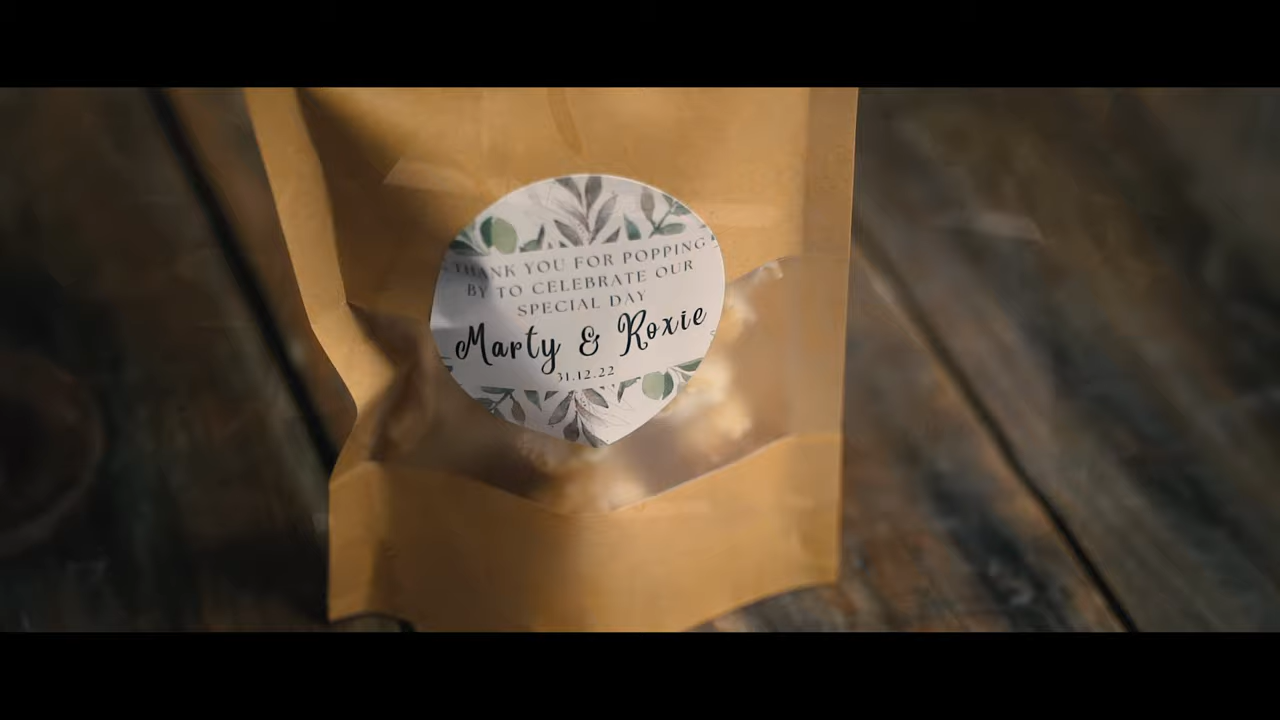 THANK YOU FOR POPPING
BY TO CELEBRATE OUR
SPECIAL DAY
Marty & Roxie
31.12.22